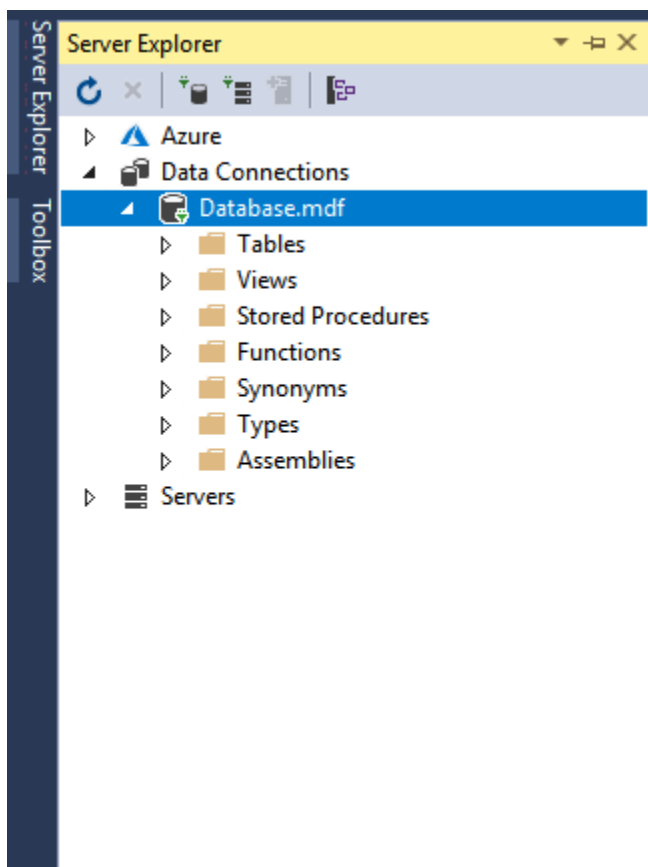 Server Explorer
Toolbox
Server Explorer
Azure
Data Connections
Database.mdf
Tables
Views
Stored Procedures
Functions
Synonyms
Types
Assemblies
Servers